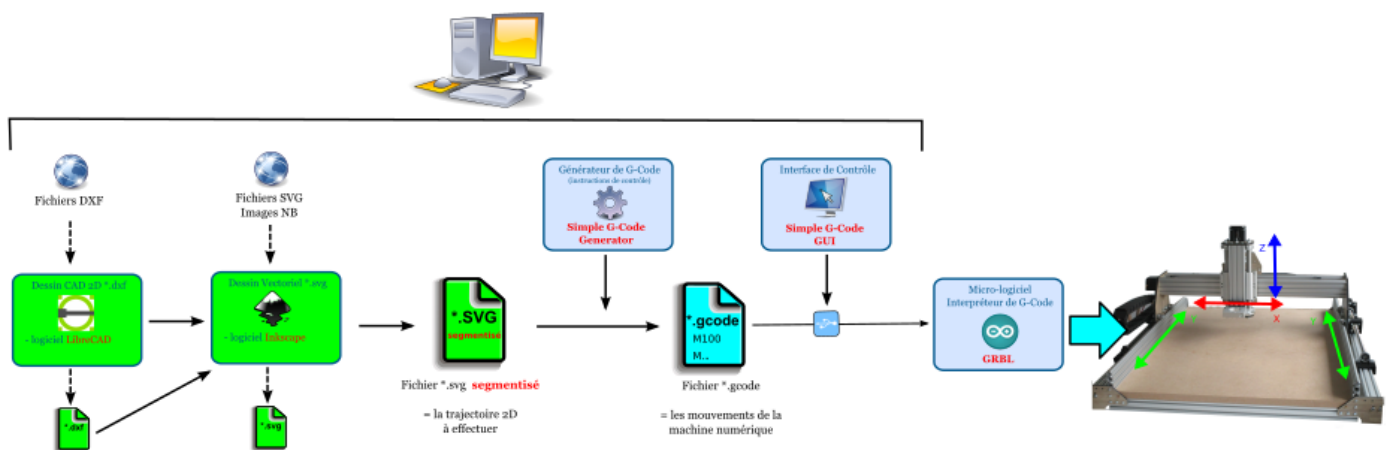 Fichiers DXF
Fichiers SVG
Images NB
Générateur de G-Code
(instructions de contrôle)
Simple G-Code
Generator
Interface de Contrôle
Simple G-Code
GUI
Dessin CAD 2D *.dxf
- logiciel LibreCAD
Dessin Vectoriel *.svg
- logiciel Inkscape
*.SVG
segmentisé
*.gcode
M100
M..
Micro-logiciel
Interpréteur de G-Code
GRBL
Z
X
Fichier *.svg segmentisé
= la trajectoire 2D
à effectuer
Fichier *.gcode
= les mouvements de la
machine numérique
*.dxf
*.svg